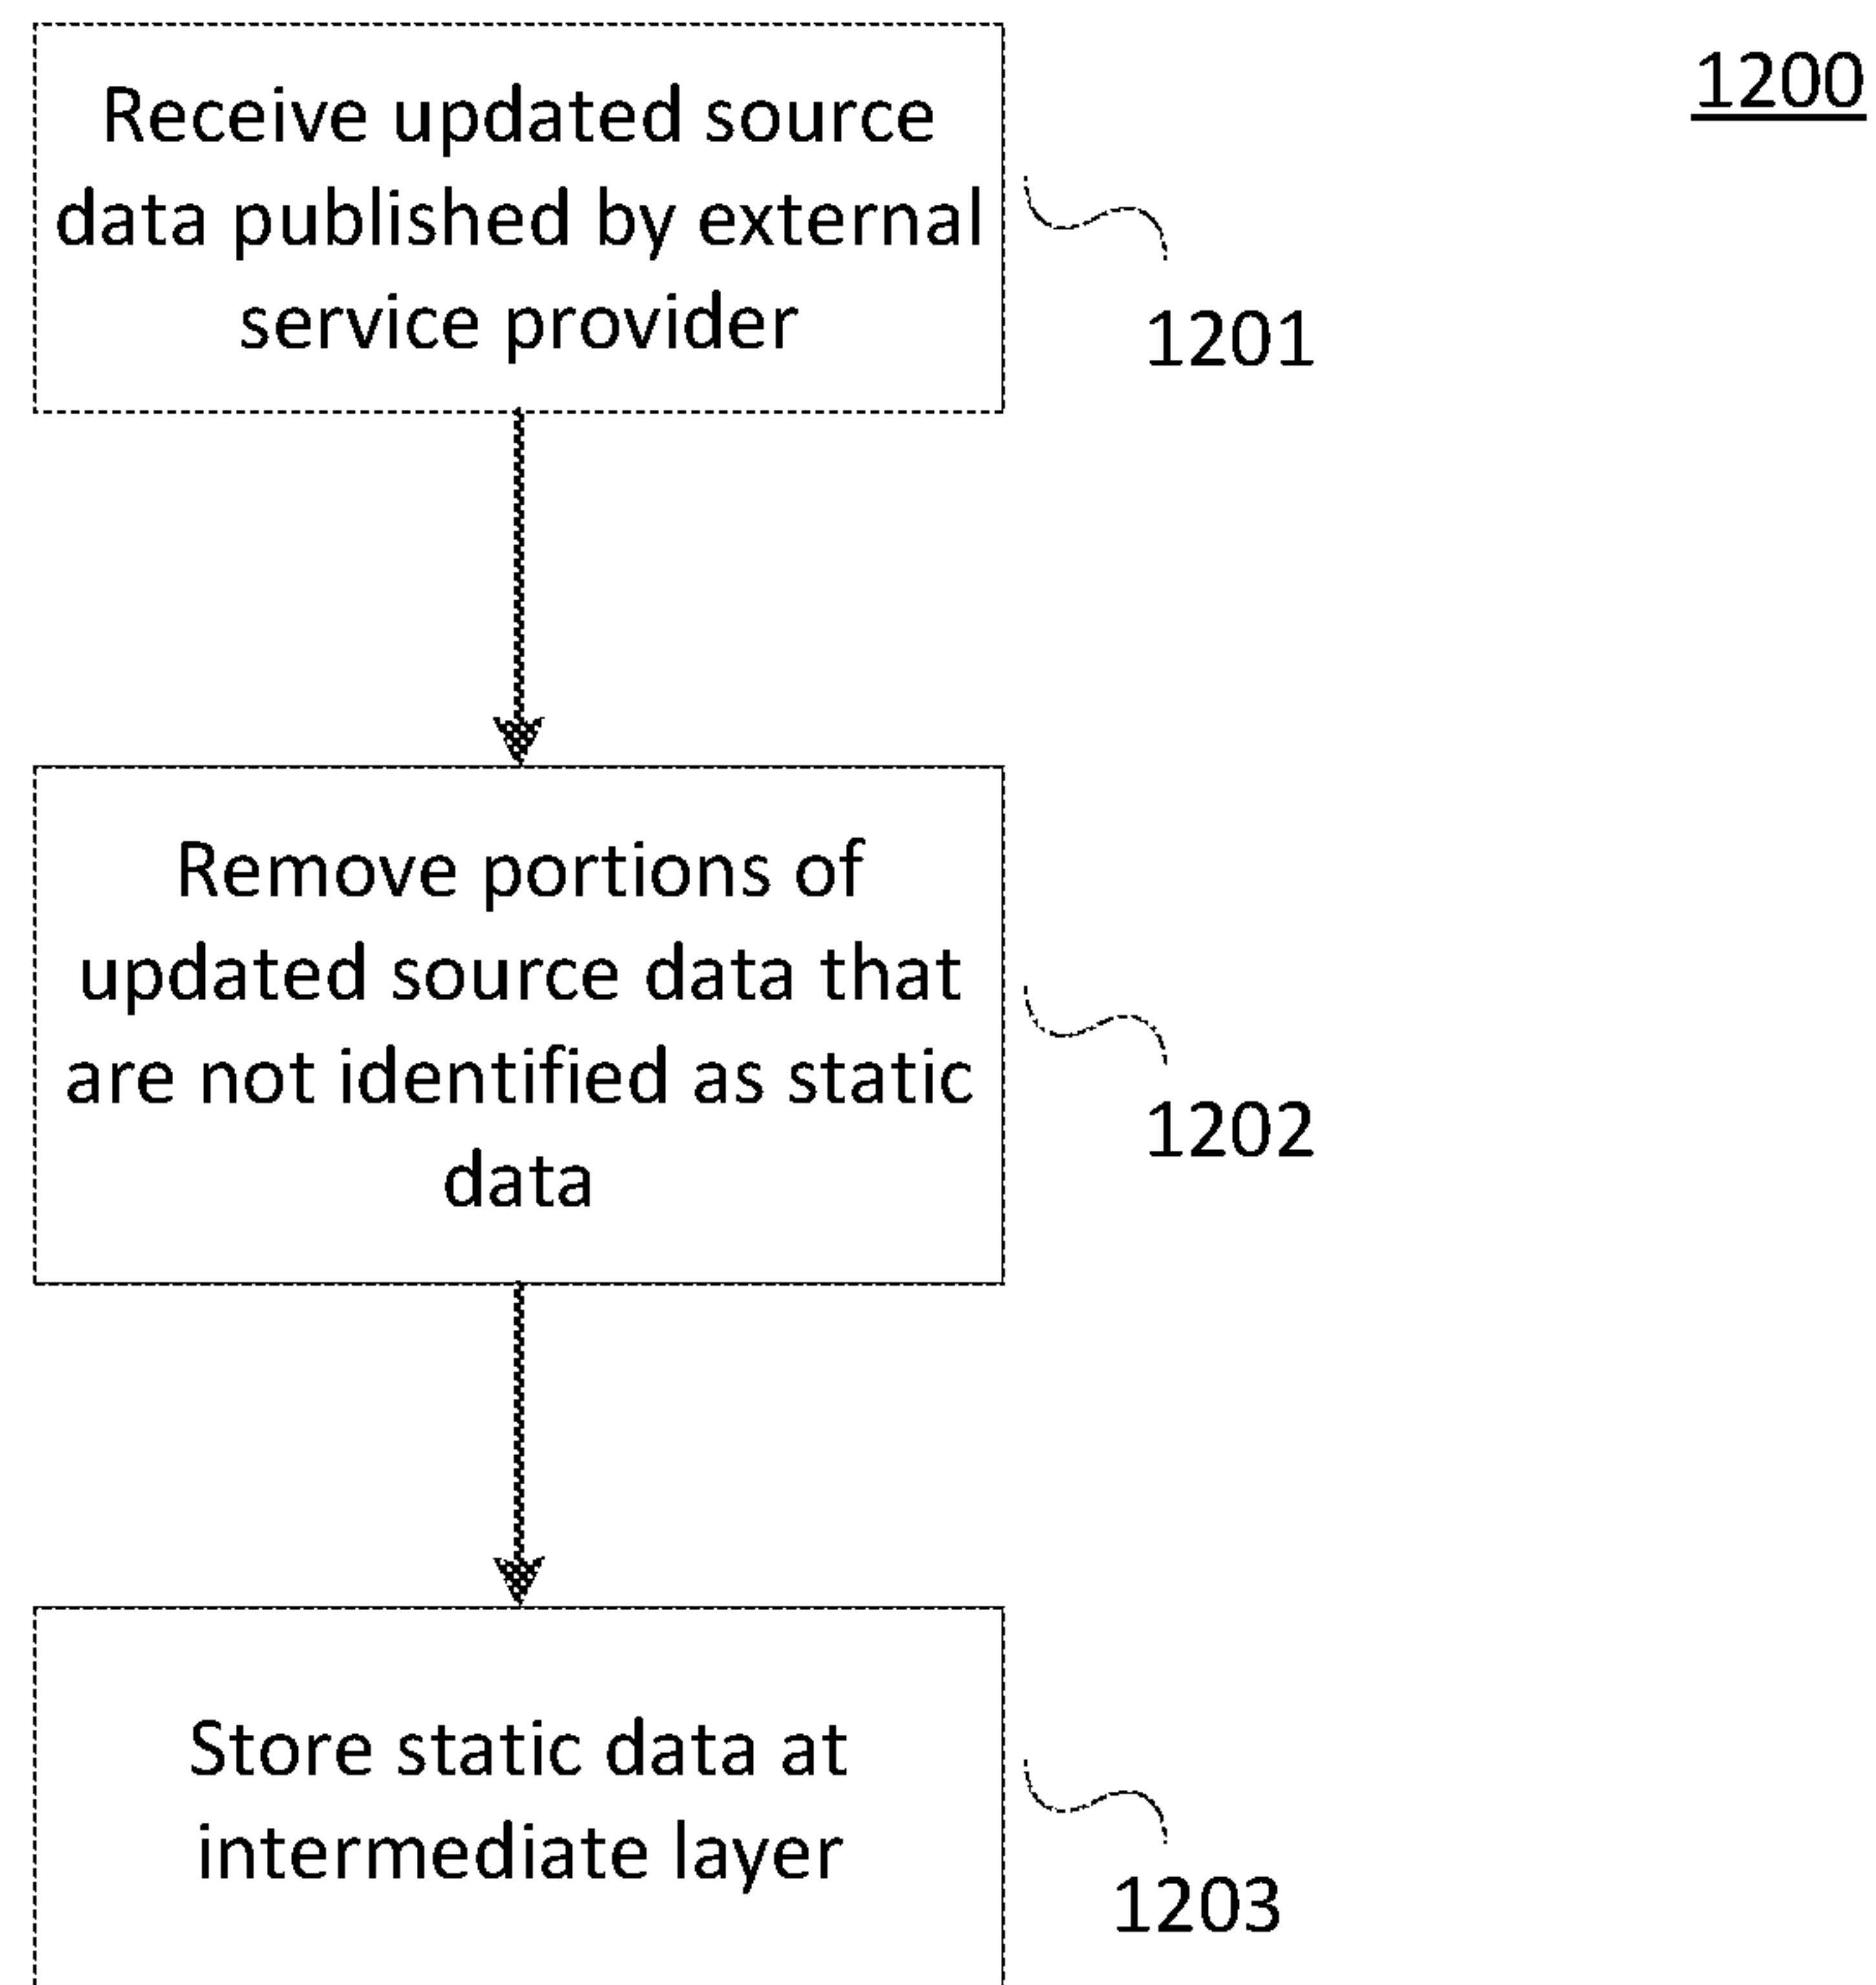 1200
Receive updated source
data published by external
service provider
1201
Remove portions of
updated source data that
are not identified as static
data
1202
Store static data at
intermediate layer
1203